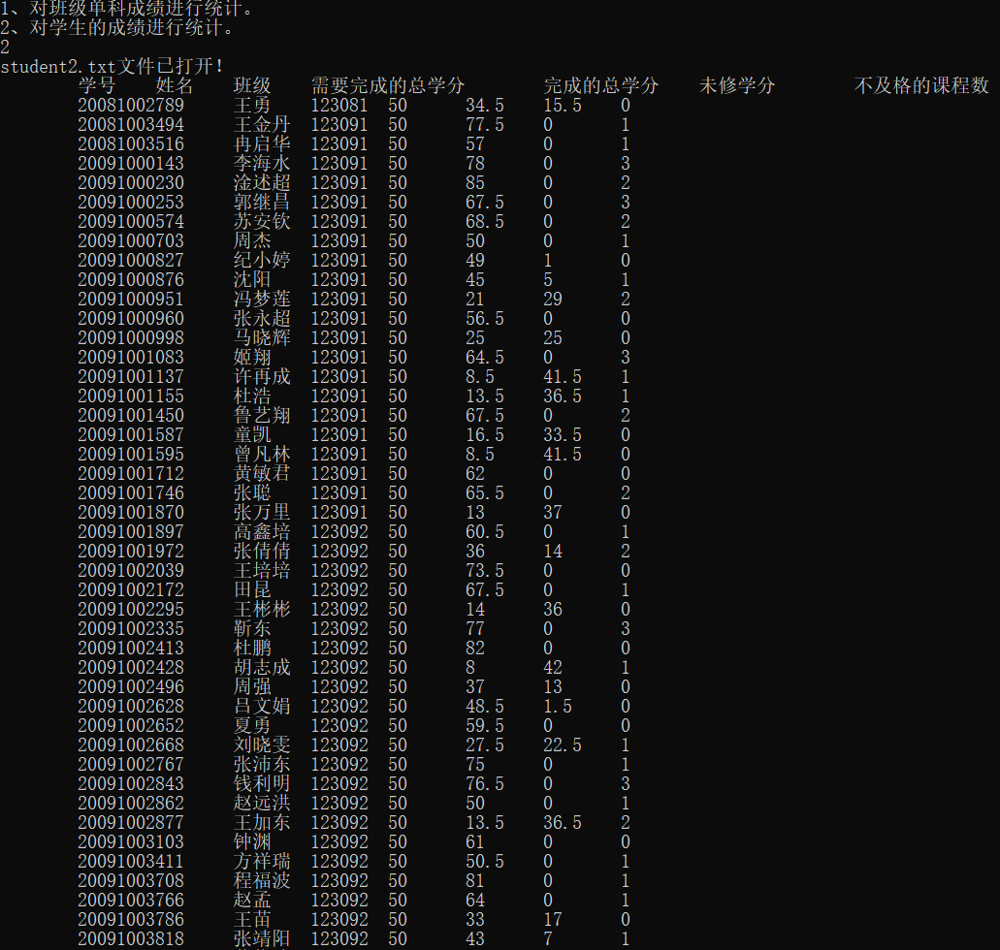 1、对班级单科成绩进行统计。
2、对学生的成绩进行统计。
2
student2.txt文件已打开!
学号 姓名 班级 需要完成的总学分 完成的总学分 未修学分 不及格的课程数
20081002789 王勇 123081 50 34.5 15.5 0
20081003494 王金丹 123091 50 77.5 0 1
20081003516 冉启华 123091 50 57 0 1
20091000143 李海水 123091 50 78 0 3
20091000230 淦述超 123091 50 85 0 2
20091000253 郭继昌 123091 50 67.5 0 3
20091000574 苏安钦 123091 50 68.5 0 2
20091000703 周杰 123091 50 50 0 1
20091000827 纪小婷 123091 50 49 1 0
20091000876 沈阳 123091 50 45 5 1
20091000951 冯梦莲 123091 50 21 29 2
20091000960 张永超 123091 50 56.5 0 0
20091000998 马晓辉 123091 50 25 25 0
20091001083 姬翔 123091 50 64.5 0 3
20091001137 许再成 123091 50 8.5 41.5 1
20091001155 杜浩 123091 50 13.5 36.5 1
20091001450 鲁艺翔 123091 50 67.5 0 2
20091001587 童凯 123091 50 16.5 33.5 0
20091001595 曾凡林 123091 50 8.5 41.5 0
20091001712 黄敏君 123091 50 62 0 0
20091001746 张聪 123091 50 65.5 0 2
20091001870 张万里 123091 50 13 37 0
20091001897 高鑫培 123092 50 60.5 0 1
20091001972 张倩倩 123092 50 36 14 2
20091002039 王培培 123092 50 73.5 0 0
20091002172 田昆 123092 50 67.5 0 1
20091002295 王彬彬 123092 50 14 36 0
20091002335 靳东 123092 50 77 0 3
20091002413 杜鹏 123092 50 82 0 0
20091002428 胡志成 123092 50 8 42 1
20091002496 周强 123092 50 37 13 0
20091002628 吕文娟 123092 50 48.5 1.5 0
20091002652 夏勇 123092 50 59.5 0 0
20091002668 刘晓雯 123092 50 27.5 22.5 1
20091002767 张沛东 123092 50 75 0 1
20091002843 钱利明 123092 50 76.5 0 3
20091002862 赵远洪 123092 50 50 0 1
20091002877 王加东 123092 50 13.5 36.5 2
20091003103 钟渊 123092 50 61 0 0
20091003411 方祥瑞 123092 50 50.5 0 1
20091003708 程福波 123092 50 81 0 1
20091003766 赵孟 123092 50 64 0 1
20091003786 王苗 123092 50 33 17 0
20091003818 张靖阳 123092 50 43 7 1